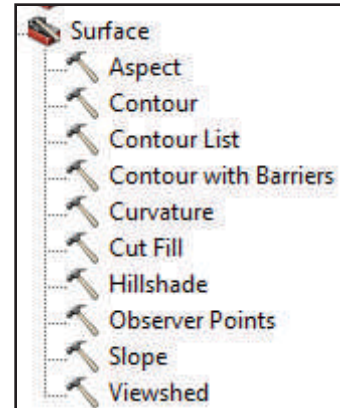 Surface
Aspect
Contour
Contour List
Contour with Barriers
Curvature
Cut Fill
Hillshade
Observer Points
Slope
Viewshed